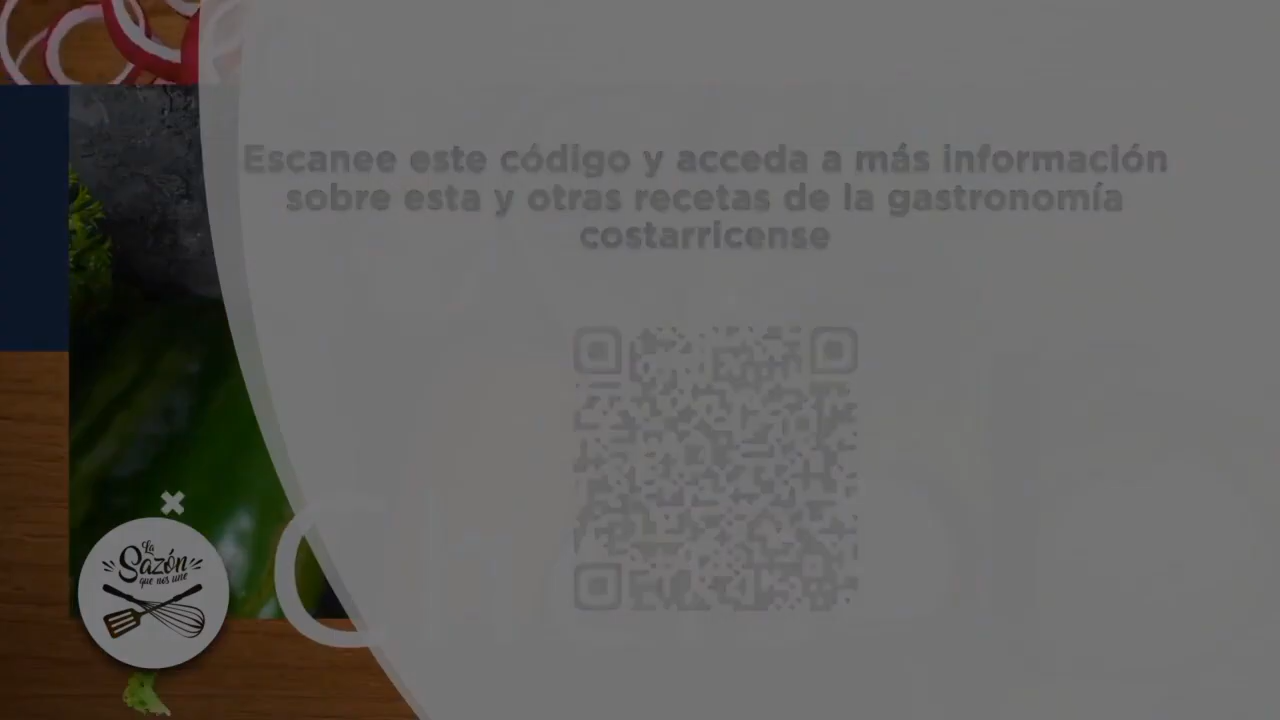 Escanee este código y acceda a más información
sobre esta y otras recetas de la gastronomía
costarricense
La
Sazón
que nos une